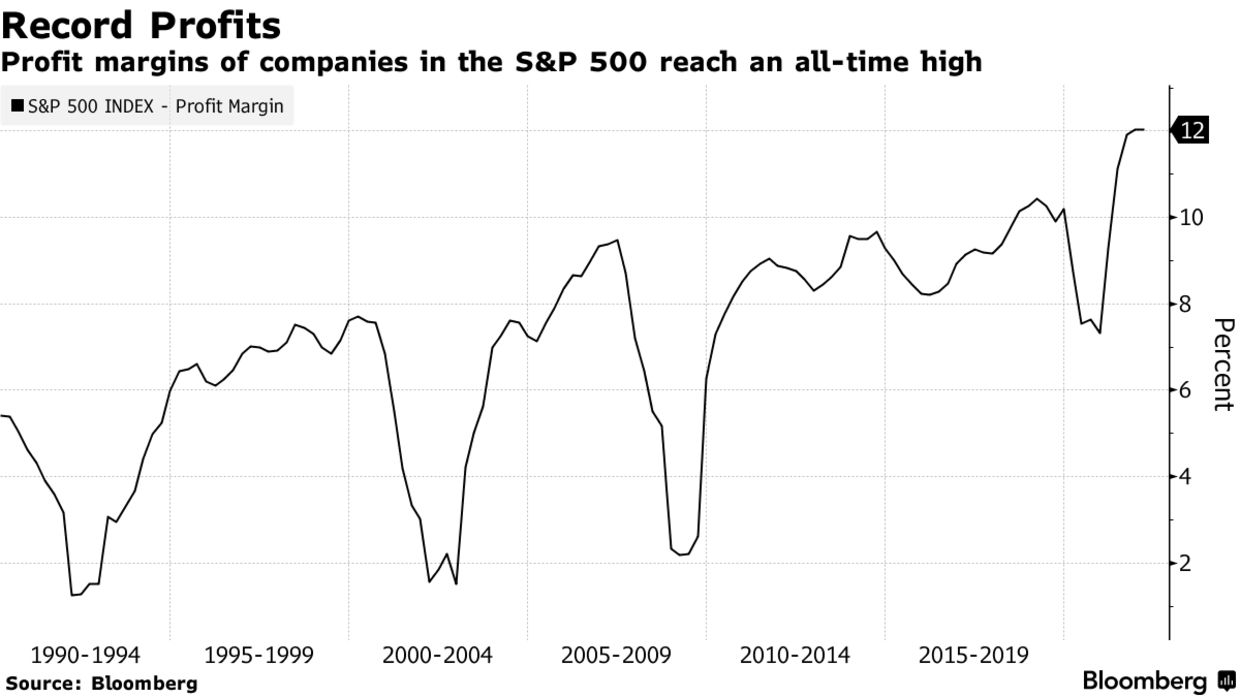 Record Profits
Profit margins of companies in the S&P 500 reach an all-time high
S&P 500 INDEX - Profit Margin
12
10
8
6
4
2
Percent
1990-1994 1995-1999 2000-2004 2005-2009 2010-2014 2015-2019
Source: Bloomberg
Bloomberg